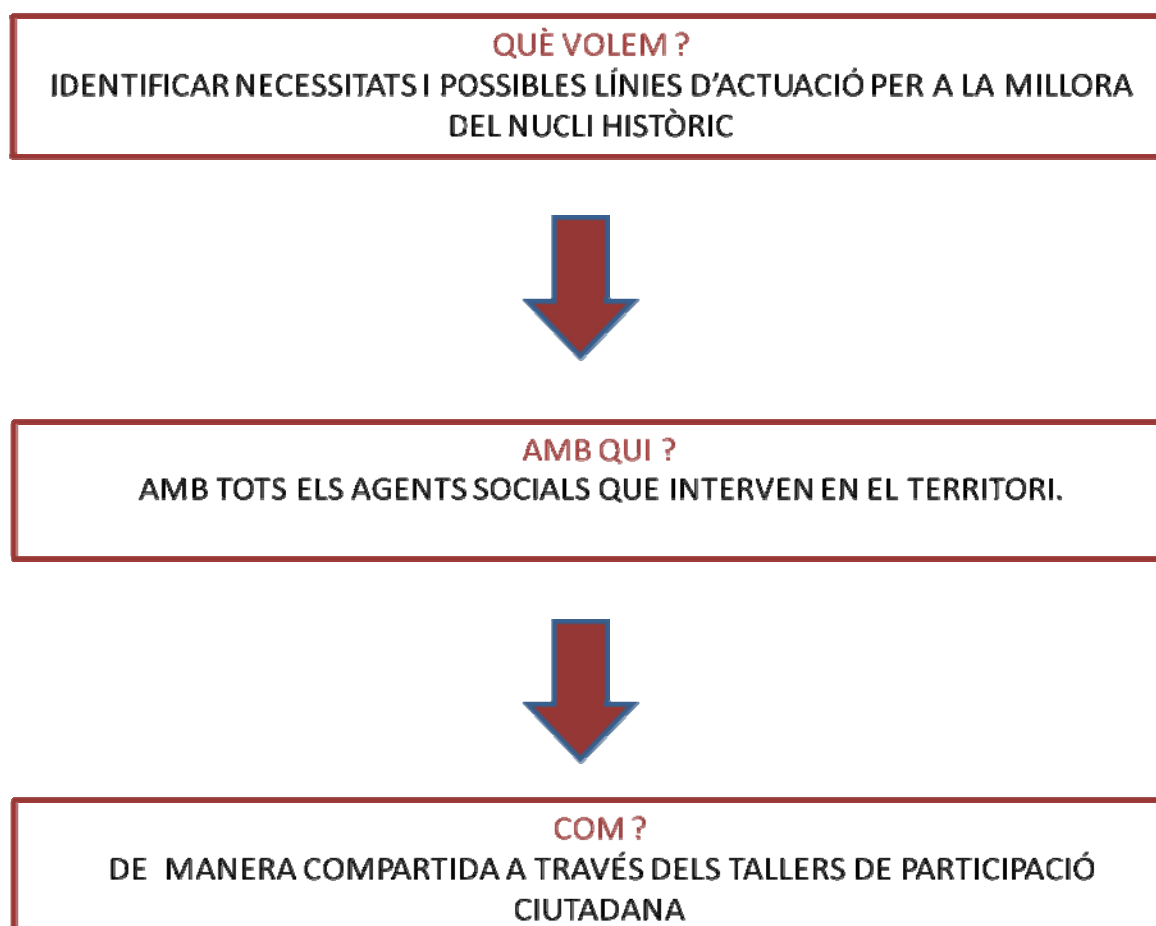 QUÈ VOLEM ?
IDENTIFICAR NECESSITATS I POSSIBLES LÍNIES D'ACTUACIÓ PER A LA MILLORA
DEL NUCLI HISTÒRIC
AMB QUI ?
AMB TOTS ELS AGENTS SOCIALS QUE INTERVEN EN EL TERRITORI.
COM ?
DE MANERA COMPARTIDA A TRAVÉS DELS TALLERS DE PARTICIPACIÓ
CIUTADANA